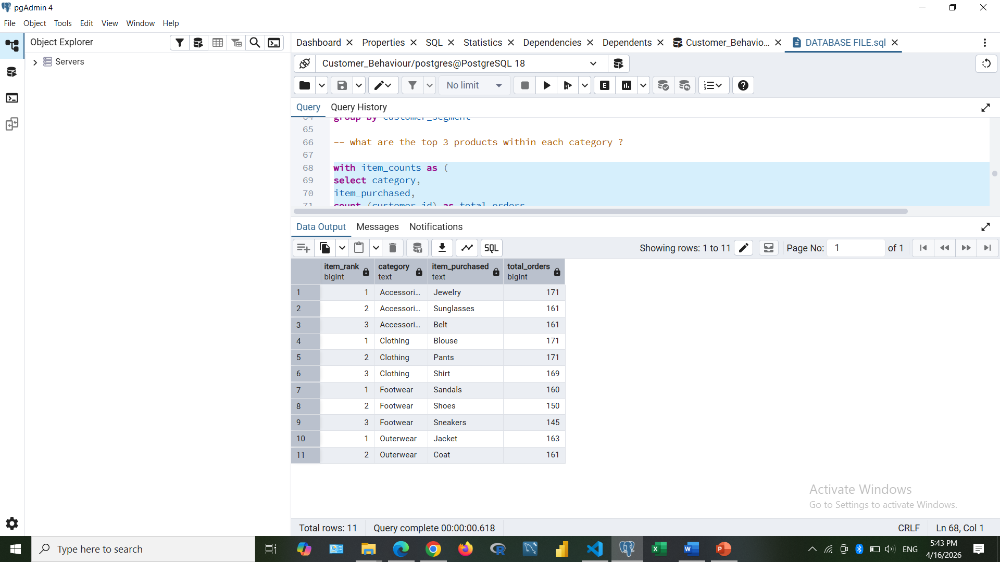 pgAdmin 4
File Object Tools Edit View Window Help
Object Explorer
Servers
Dashboard Properties SQL Statistics Dependencies Dependents Customer_Behavio... DATABASE FILE.sql
Customer_Behaviour/postgres@PostgreSQL 18
No limit E
Query Query History
64 group by customer_segment
65
66 -- what are the top 3 products within each category ?
67
68 with item_counts as (
69 select category,
70 item_purchased,
71 count (customer_id) as total_orders
Data Output Messages Notifications
SQL Showing rows: 1 to 11 Page No: 1 of 1
item_rank category item_purchased total_orders
bigint text text bigint
1 1 Accessori... Jewelry 171
2 2 Accessori... Sunglasses 161
3 3 Accessori... Belt 161
4 1 Clothing Blouse 171
5 2 Clothing Pants 171
6 3 Clothing Shirt 169
7 1 Footwear Sandals 160
8 2 Footwear Shoes 150
9 3 Footwear Sneakers 145
10 1 Outerwear Jacket 163
11 2 Outerwear Coat 161
Activate Windows
Go to Settings to activate Windows.
Total rows: 11 Query complete 00:00:00.618 CRLF Ln 68, Col 1
Type here to search ENG 5:43 PM
4/16/2026